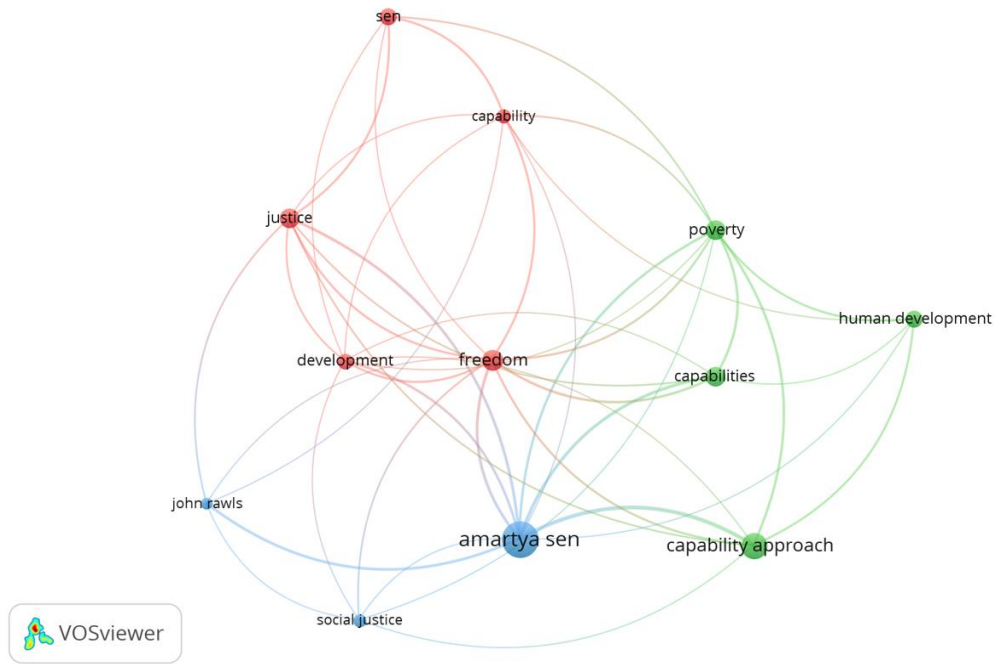 sen
capability
justice
poverty
human development
development
freedom
capabilities
john rawls
amartya sen
capability approach
social justice
VOSviewer